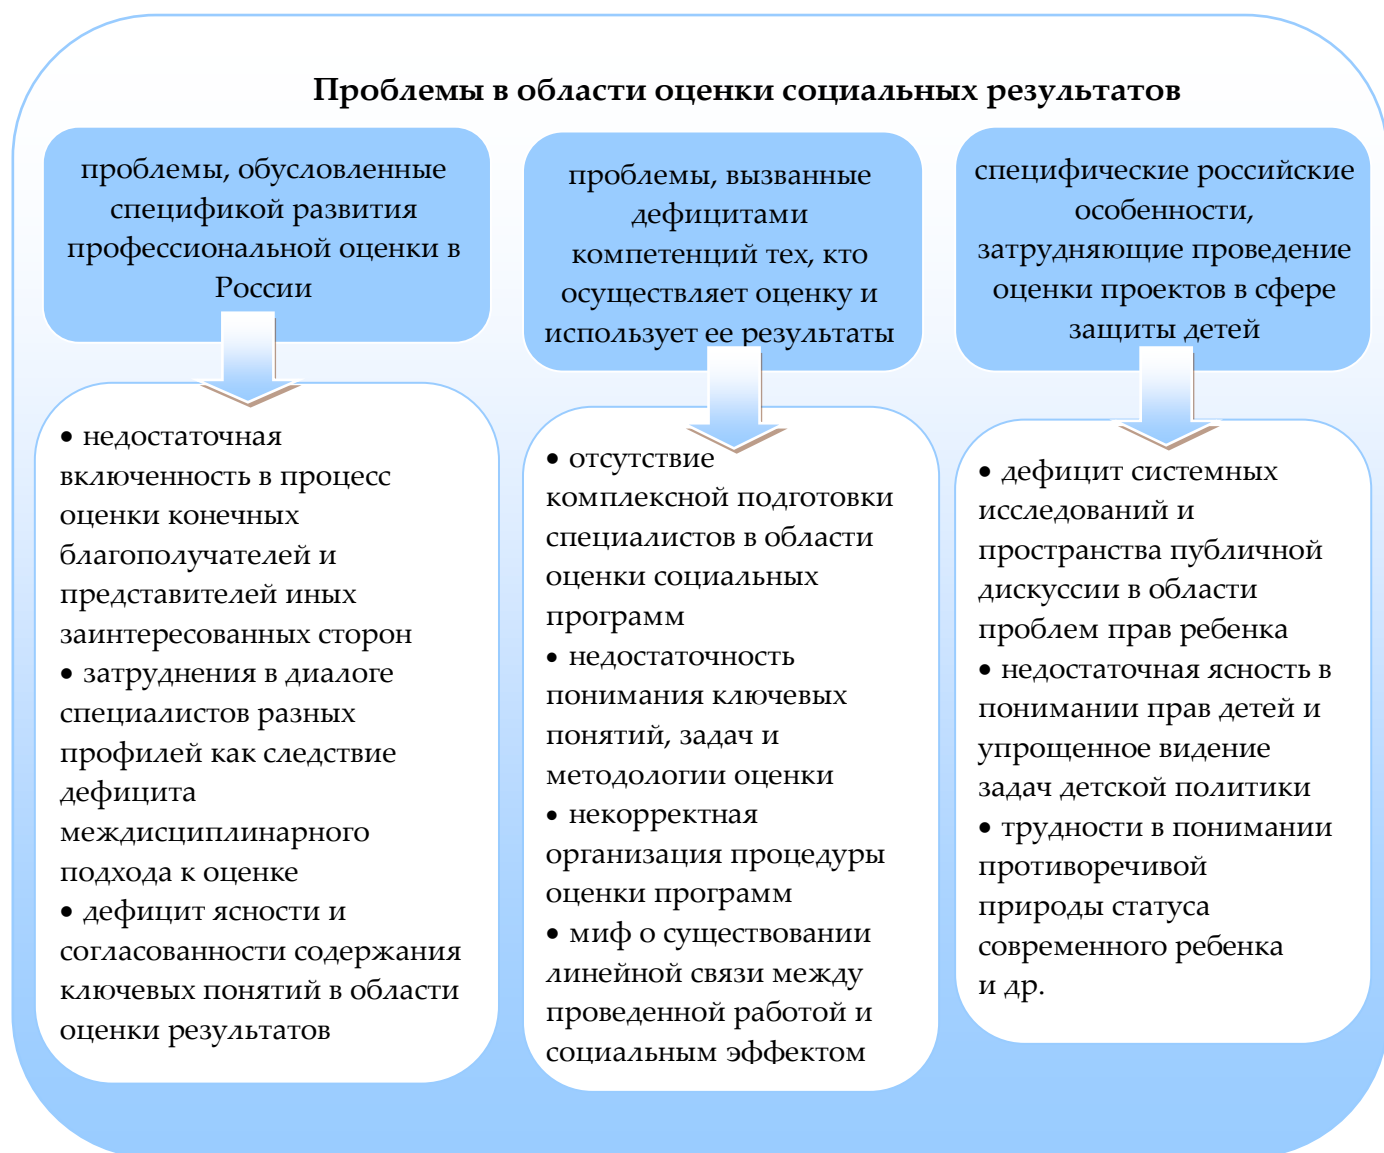 Проблемы в области оценки социальных результатов
проблемы, обусловленные
спецификой развития
профессиональной оценки в
России
• недостаточная
включенность в процесс
оценки конечных
благополучателей и
представителей иных
заинтересованных сторон
• затруднения в диалоге
специалистов разных
профилей как следствие
дефицита
междисциплинарного
подхода к оценке
• дефицит ясности и
согласованности содержания
ключевых понятий в области
оценки результатов
проблемы, вызванные
дефицитами
компетенций тех, кто
осуществляет оценку и
использует ее результаты
• отсутствие
комплексной подготовки
специалистов в области
оценки социальных
программ
• недостаточность
понимания ключевых
понятий, задач и
методологии оценки
• некорректная
организация процедуры
оценки программ
• миф о существовании
линейной связи между
проведенной работой и
социальным эффектом
специфические российские
особенности,
затрудняющие проведение
оценки проектов в сфере
защиты детей
• дефицит системных
исследований и
пространства публичной
дискуссии в области
проблем прав ребенка
• недостаточная ясность в
понимании прав детей и
упрощенное видение
задач детской политики
• трудности в понимании
противоречивой
природы статуса
современного ребенка
и др.